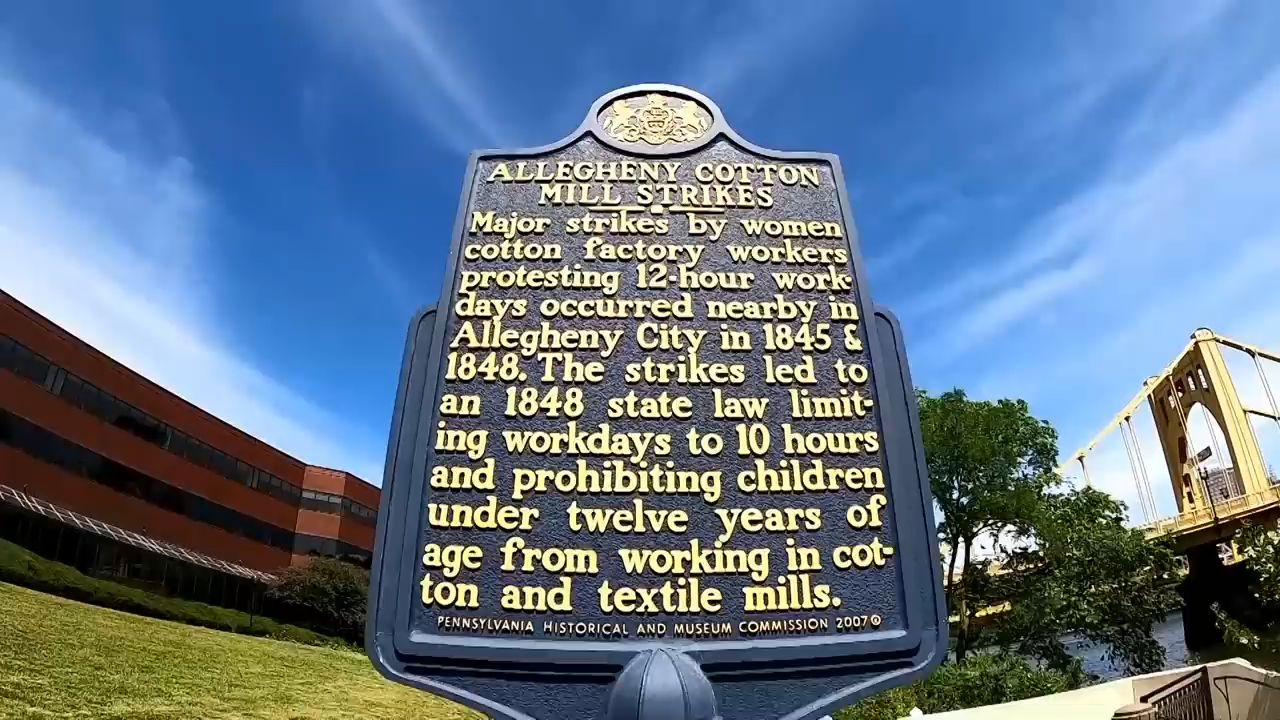 ALLEGHENY COTTON
MILL STRIKES
Major strikes by women
cotton factory workers
protesting 12-hour work-
days occurred nearby in
Allegheny City in 1845 &
1848. The strikes led to
an 1848 state law limit-
ing workdays to 10 hours
and prohibiting children
under twelve years of
age from working in cot-
ton and textile mills.
PENNSYLVANIA HISTORICAL AND MUSEUM COMMISSION 2007